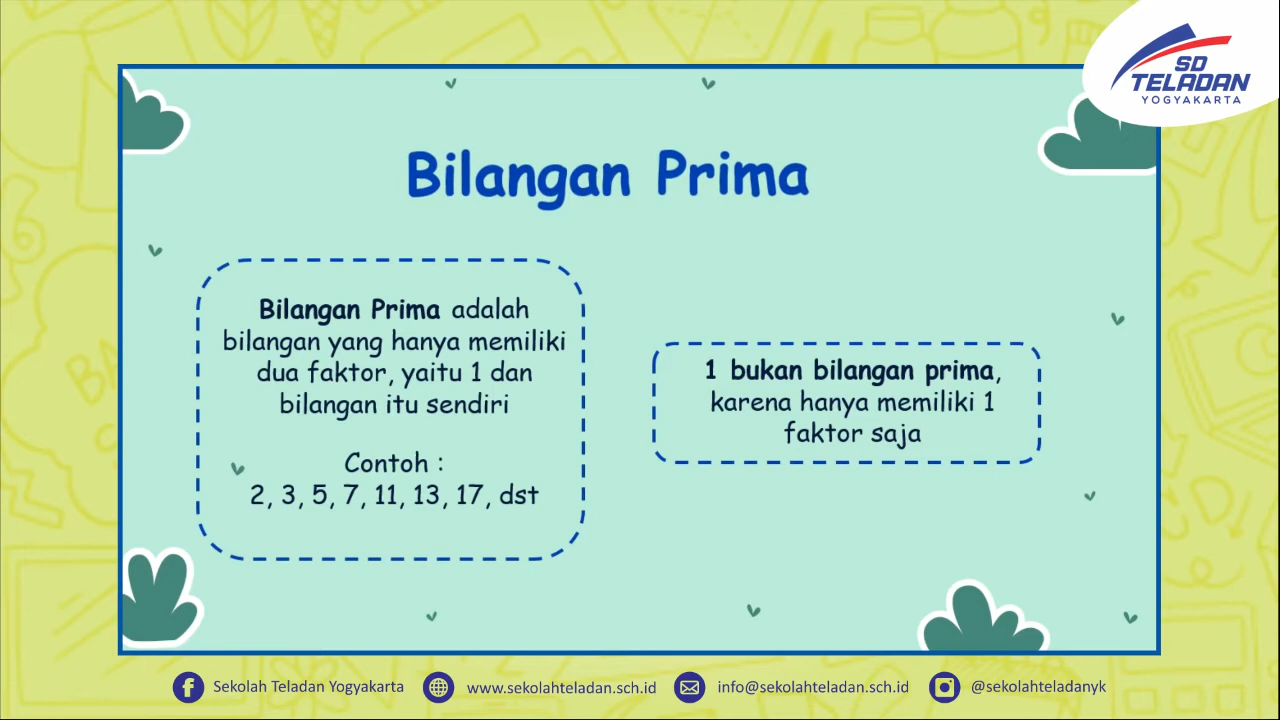 SD
TELADAN
YOGYAKARTA
Bilangan Prima
Bilangan Prima adalah
bilangan yang hanya memiliki
dua faktor, yaitu 1 dan
bilangan itu sendiri
Contoh :
2, 3, 5, 7, 11, 13, 17, dst
1 bukan bilangan prima,
karena hanya memiliki 1
faktor saja
Sekolah Teladan Yogyakarta
www.sekolahteladan.sch.id
info@sekolahteladan.sch.id
@sekolahteladanyk